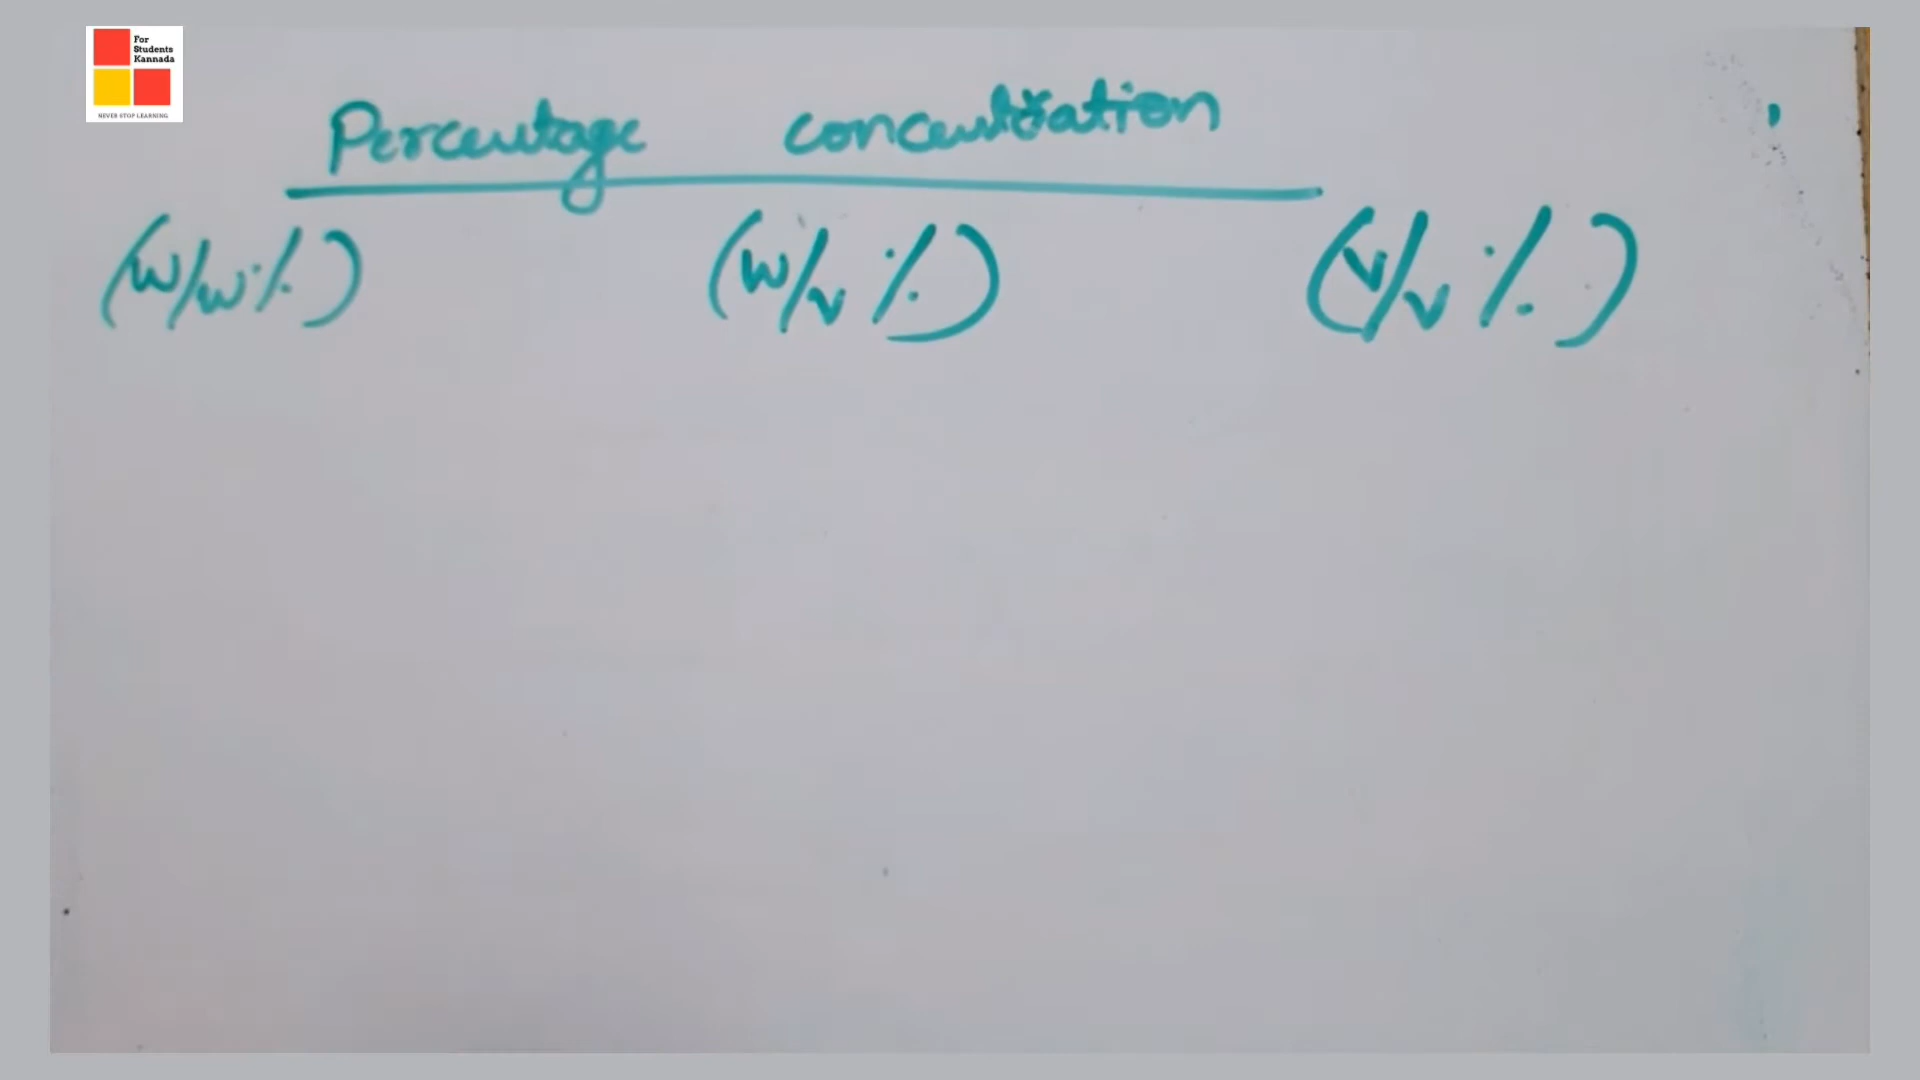 For
Students
Kannada
NEVER STOP LEARNING
Percentage concentration
(W/W %) (W/V %) (V/V %)